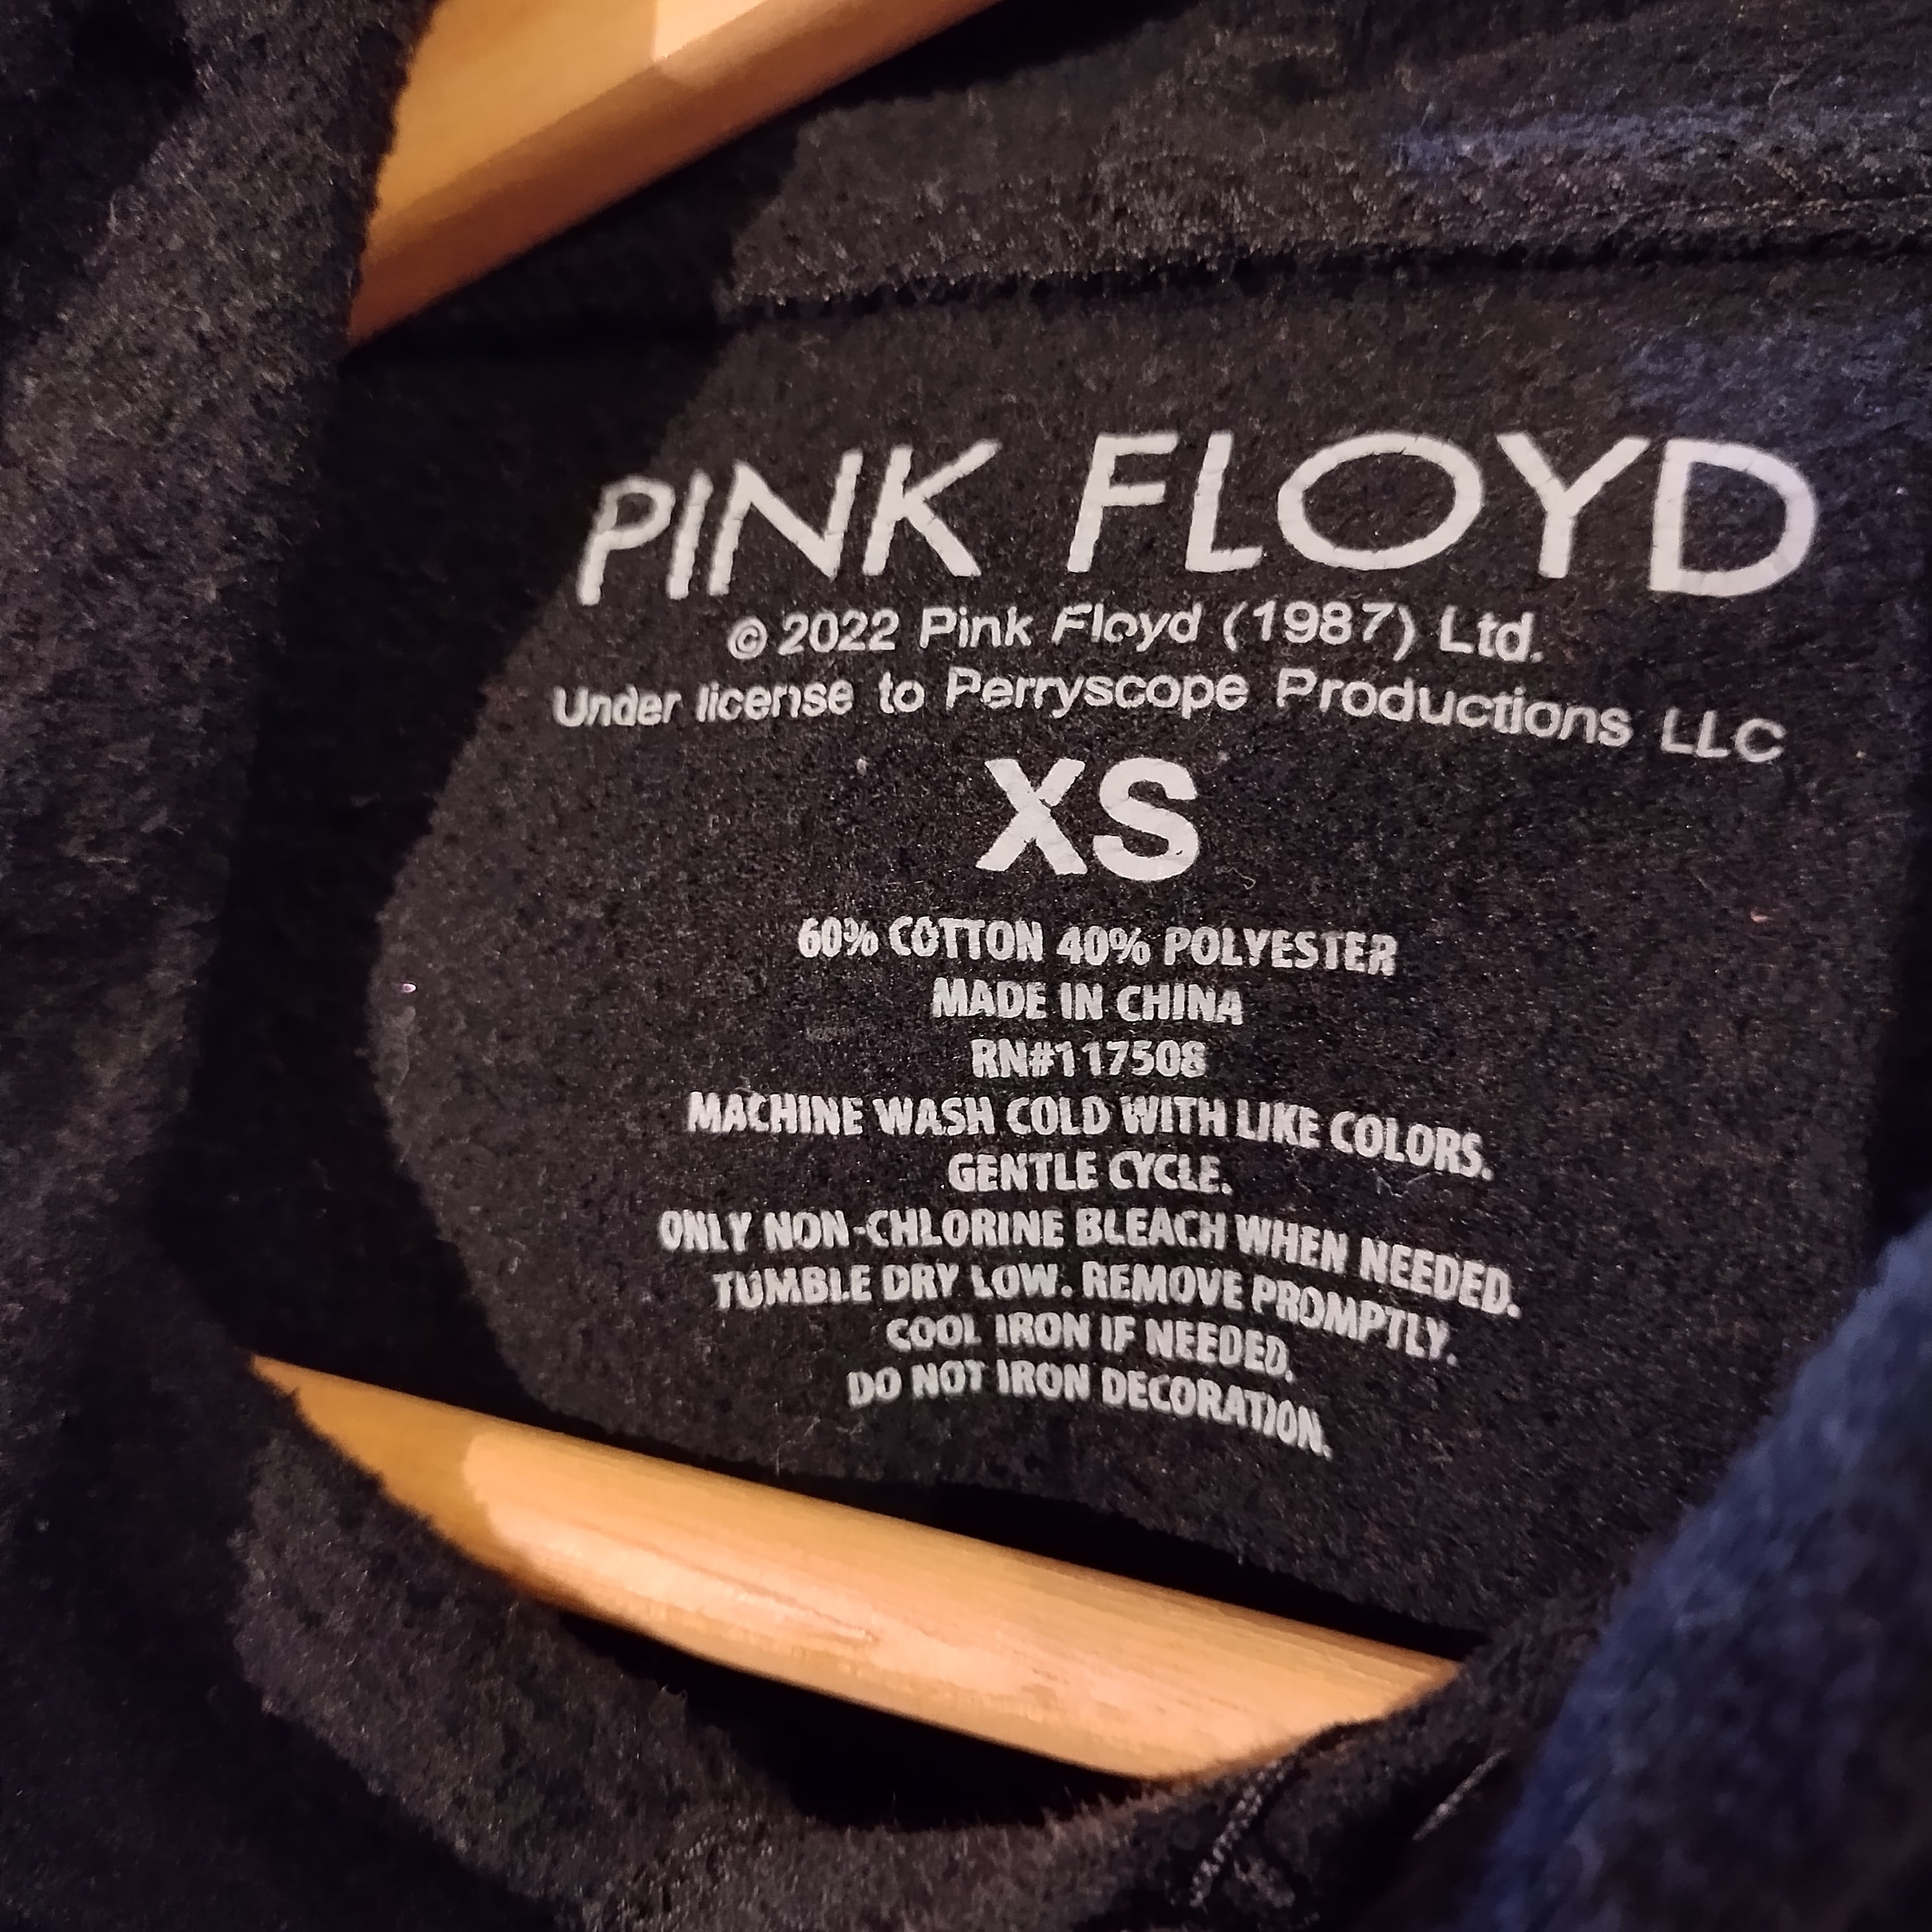 PINK FLOYD
© 2022 Pink Floyd (1987) Ltd.
Under license to Perryscope Productions LLC
XS
60% COTTON 40% POLYESTER
MADE IN CHINA
RN#117508
MACHINE WASH COLD WITH LIKE COLORS.
GENTLE CYCLE.
ONLY NON-CHLORINE BLEACH WHEN NEEDED.
TUMBLE DRY LOW. REMOVE PROMPTLY.
COOL IRON IF NEEDED.
DO NOT IRON DECORATION.